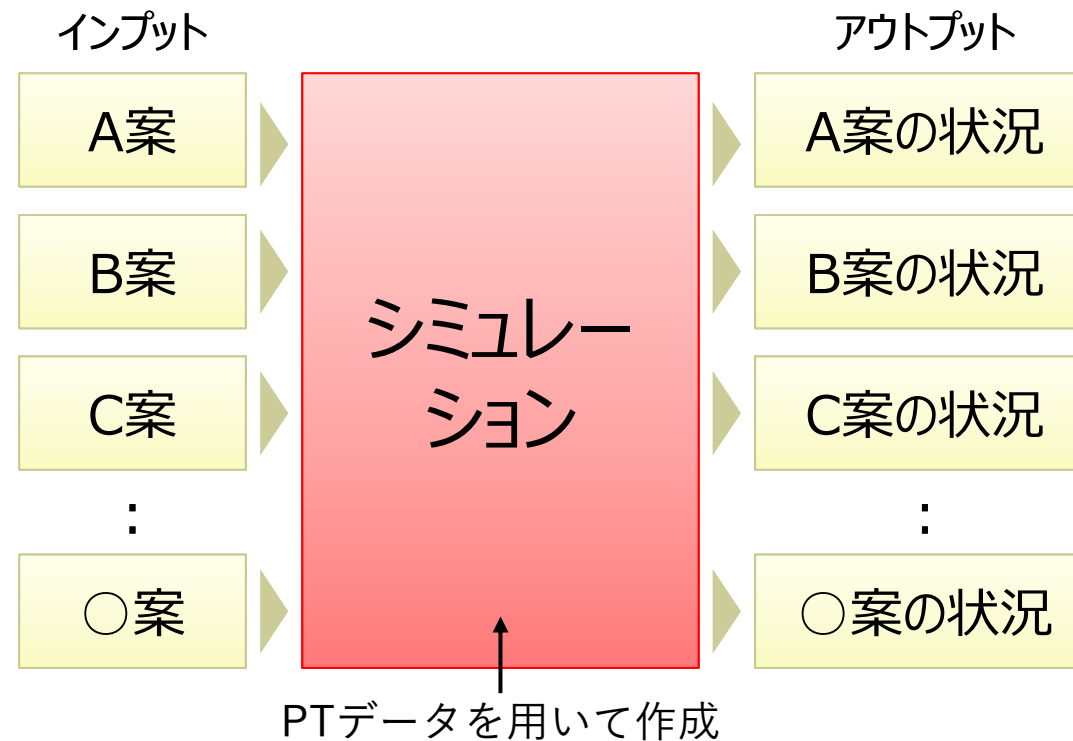 インプット
アウトプット
A案
A案の状況
B案
B案の状況
シミュレー
ション
C案
C案の状況
：
：
○案
○案の状況
PTデータを用いて作成